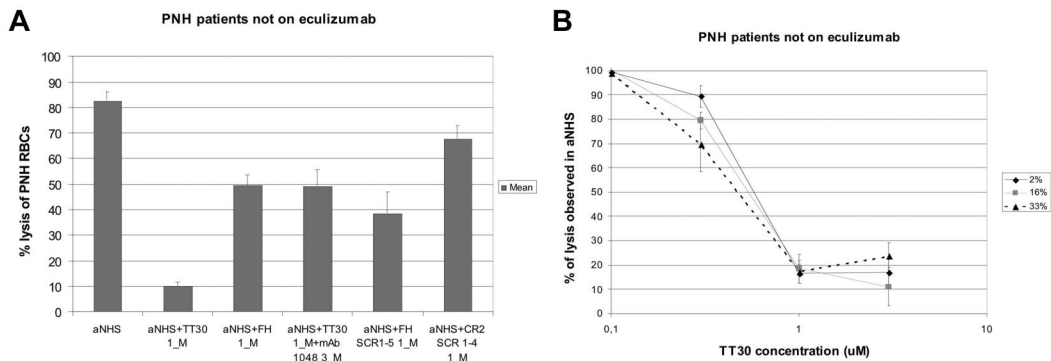 A
PNH patients not on eculizumab
% lysis of PNH RBCs
100
90
80
70
60
50
40
30
20
10
0
aNHS
aNHS+TT30
1_M
aNHS+FH
1_M
aNHS+TT30
1_M+mAb
1048 3_M
aNHS+FH
SCR1-5 1_M
aNHS+CR2
SCR 1-4
1_M
Mean
B
PNH patients not on eculizumab
% of lysis observed in aNHS
100
90
80
70
60
50
40
30
20
10
0
0,1
1
10
TT30 concentration (uM)
2%
16%
33%